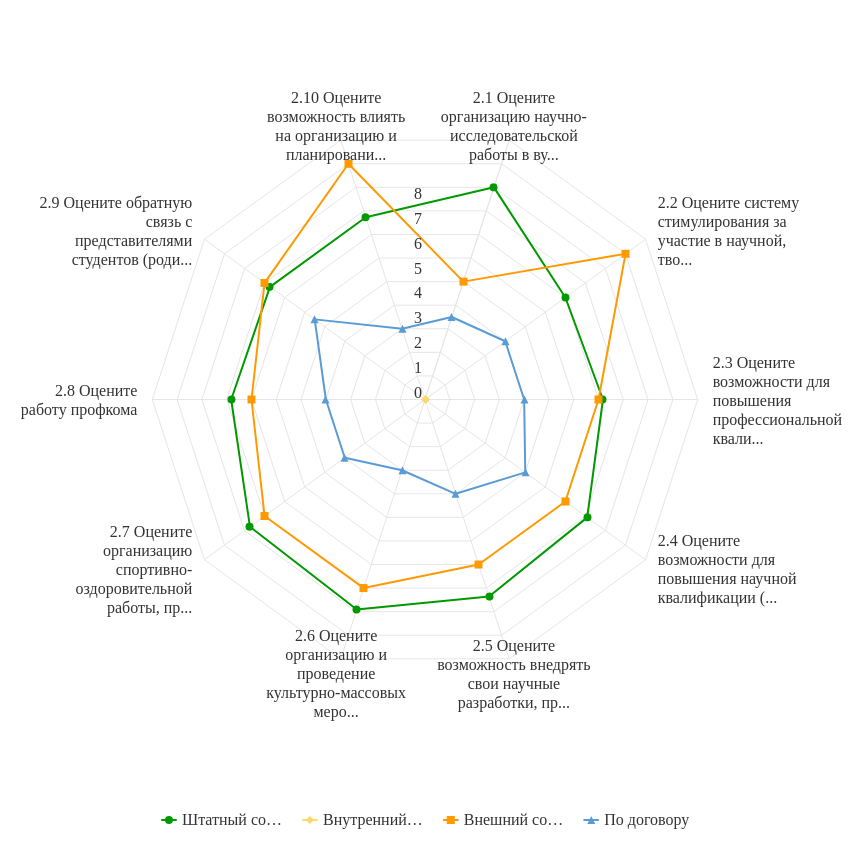 2.10 Оцените
возможность влиять
на организацию и
планировани...
2.1 Оцените
организацию научно-
исследовательской
работы в ву...
2.9 Оцените обратную
связь с
представителями
студентов (роди...
2.2 Оцените систему
стимулирования за
участие в научной,
тво...
8
7
6
5
4
3
2
1
0
2.8 Оцените
работу профкома
2.3 Оцените
возможности для
повышения
профессиональной
квали...
2.7 Оцените
организацию
спортивно-
оздоровительной
работы, пр...
2.4 Оцените
возможности для
повышения научной
квалификации (...
2.6 Оцените
организацию и
проведение
культурно-массовых
меро...
2.5 Оцените
возможность внедрять
свои научные
разработки, пр...
Штатный со… Внутренний… Внешний со… По договору